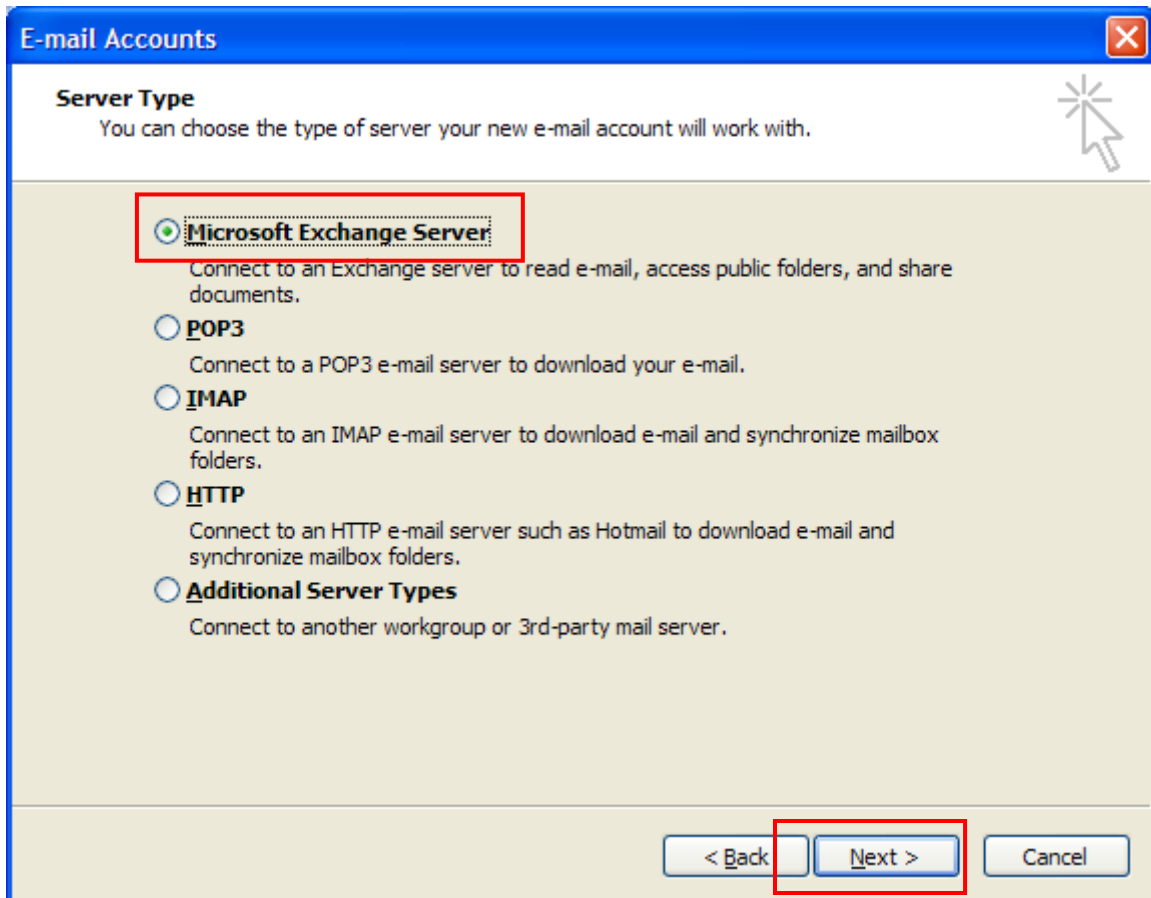 E-mail Accounts
Server Type
You can choose the type of server your new e-mail account will work with.
Microsoft Exchange Server
Connect to an Exchange server to read e-mail, access public folders, and share
documents.
POP3
Connect to a POP3 e-mail server to download your e-mail.
IMAP
Connect to an IMAP e-mail server to download e-mail and synchronize mailbox
folders.
HTTP
Connect to an HTTP e-mail server such as Hotmail to download e-mail and
synchronize mailbox folders.
Additional Server Types
Connect to another workgroup or 3rd-party mail server.
< Back Next > Cancel